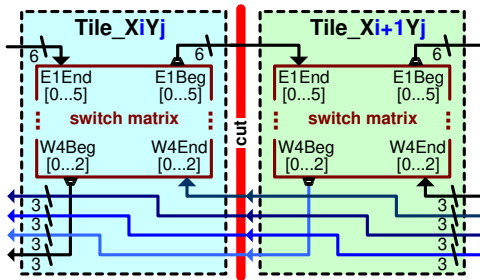 Tile_XiYj
Tile_Xi+1Yj
6
6
6
E1End
E1Beg
[0...5]
[0...5]
switch matrix
W4Beg
W4End
[0...2]
[0...2]
3
3
3
3
cut
E1End
E1Beg
[0...5]
[0...5]
switch matrix
W4Beg
W4End
[0...2]
[0...2]
3
3
3
3